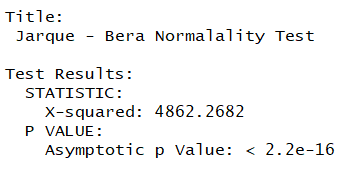 Title:
Jarque - Bera Normalality Test
Test Results:
STATISTIC:
X-squared: 4862.2682
P VALUE:
Asymptotic p Value: < 2.2e-16